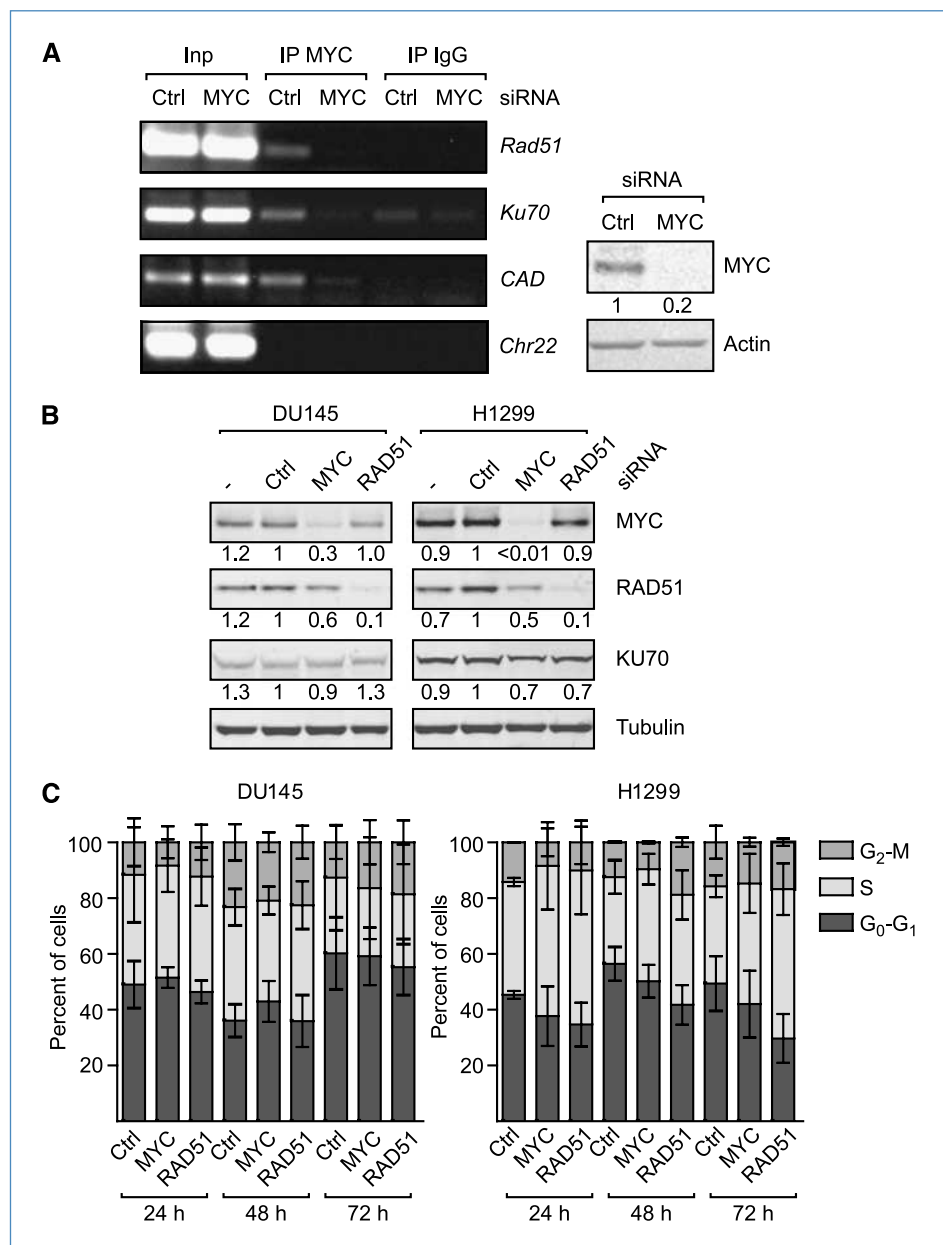 A
Inp IP MYC IP IgG
Ctrl MYC Ctrl MYC Ctrl MYC siRNA
Rad51
Ku70
CAD
Chr22
siRNA
Ctrl MYC
MYC
1 0.2
Actin
B
DU145 H1299
- Ctrl MYC RAD51 - Ctrl MYC RAD51 siRNA
MYC
1.2 1 0.3 1.0 0.9 1 <0.01 0.9
RAD51
1.2 1 0.6 0.1 0.7 1 0.5 0.1
KU70
1.3 1 0.9 1.3 0.9 1 0.7 0.7
Tubulin
C
DU145
Percent of cells
100
80
60
40
20
Ctrl MYC RAD51 Ctrl MYC RAD51 Ctrl MYC RAD51
24 h 48 h 72 h
H1299
Percent of cells
100
80
60
40
20
Ctrl MYC RAD51 Ctrl MYC RAD51 Ctrl MYC RAD51
24 h 48 h 72 h
G2-M
S
G0-G1